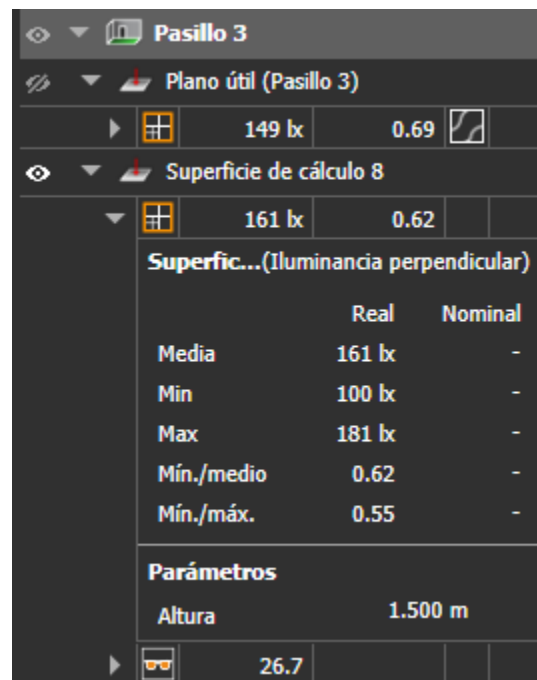 Pasillo 3
Plano útil (Pasillo 3)
149 lx 0.69
Superficie de cálculo 8
161 lx 0.62
Superfic...(Iluminancia perpendicular)
Real Nominal
Media 161 lx -
Min 100 lx -
Max 181 lx -
Mín./medio 0.62 -
Mín./máx. 0.55 -
Parámetros
Altura 1.500 m
26.7